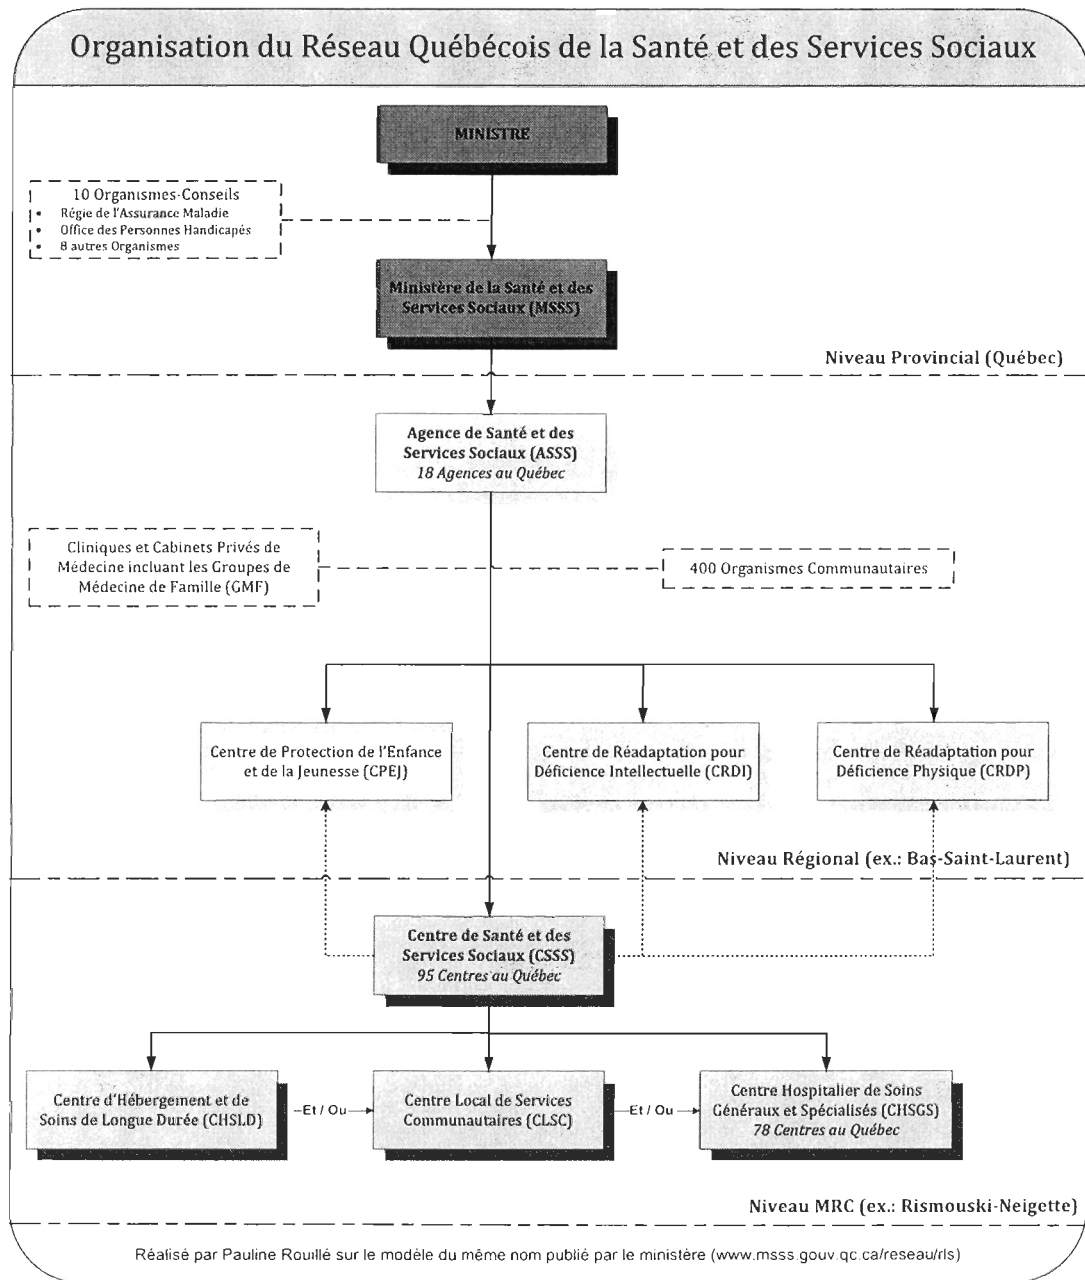 Organisation du Réseau Québécois de la Santé et des Services Sociaux
MINISTRE
10 Organismes-Conseils
• Régie de l'Assurance Maladie
• Office des Personnes Handicapés
• 8 autres Organismes
Ministère de la Santé et des
Services Sociaux (MSSS)
Niveau Provincial (Québec)
Agence de Santé et des
Services Sociaux (ASSS)
18 Agences au Québec
Cliniques et Cabinets Privés de
Médecine incluant les Groupes de
Médecine de Famille (GMF)
400 Organismes Communautaires
Centre de Protection de l'Enfance
et de la Jeunesse (CPEJ)
Centre de Réadaptation pour
Déficience Intellectuelle (CRDI)
Centre de Réadaptation pour
Déficience Physique (CRDP)
Niveau Régional (ex.: Bas-Saint-Laurent)
Centre de Santé et des
Services Sociaux (CSSS)
95 Centres au Québec
Centre d'Hébergement et de
Soins de Longue Durée (CHSLD)
Et / Ou
Centre Local de Services
Communautaires (CLSC)
Et / Ou
Centre Hospitalier de Soins
Généraux et Spécialisés (CHSGS)
78 Centres au Québec
Niveau MRC (ex.: Rismouski-Neigette)
Réalisé par Pauline Rouillé sur le modèle du même nom publié par le ministère (www.msss.gouv.qc.ca/reseau/rls)